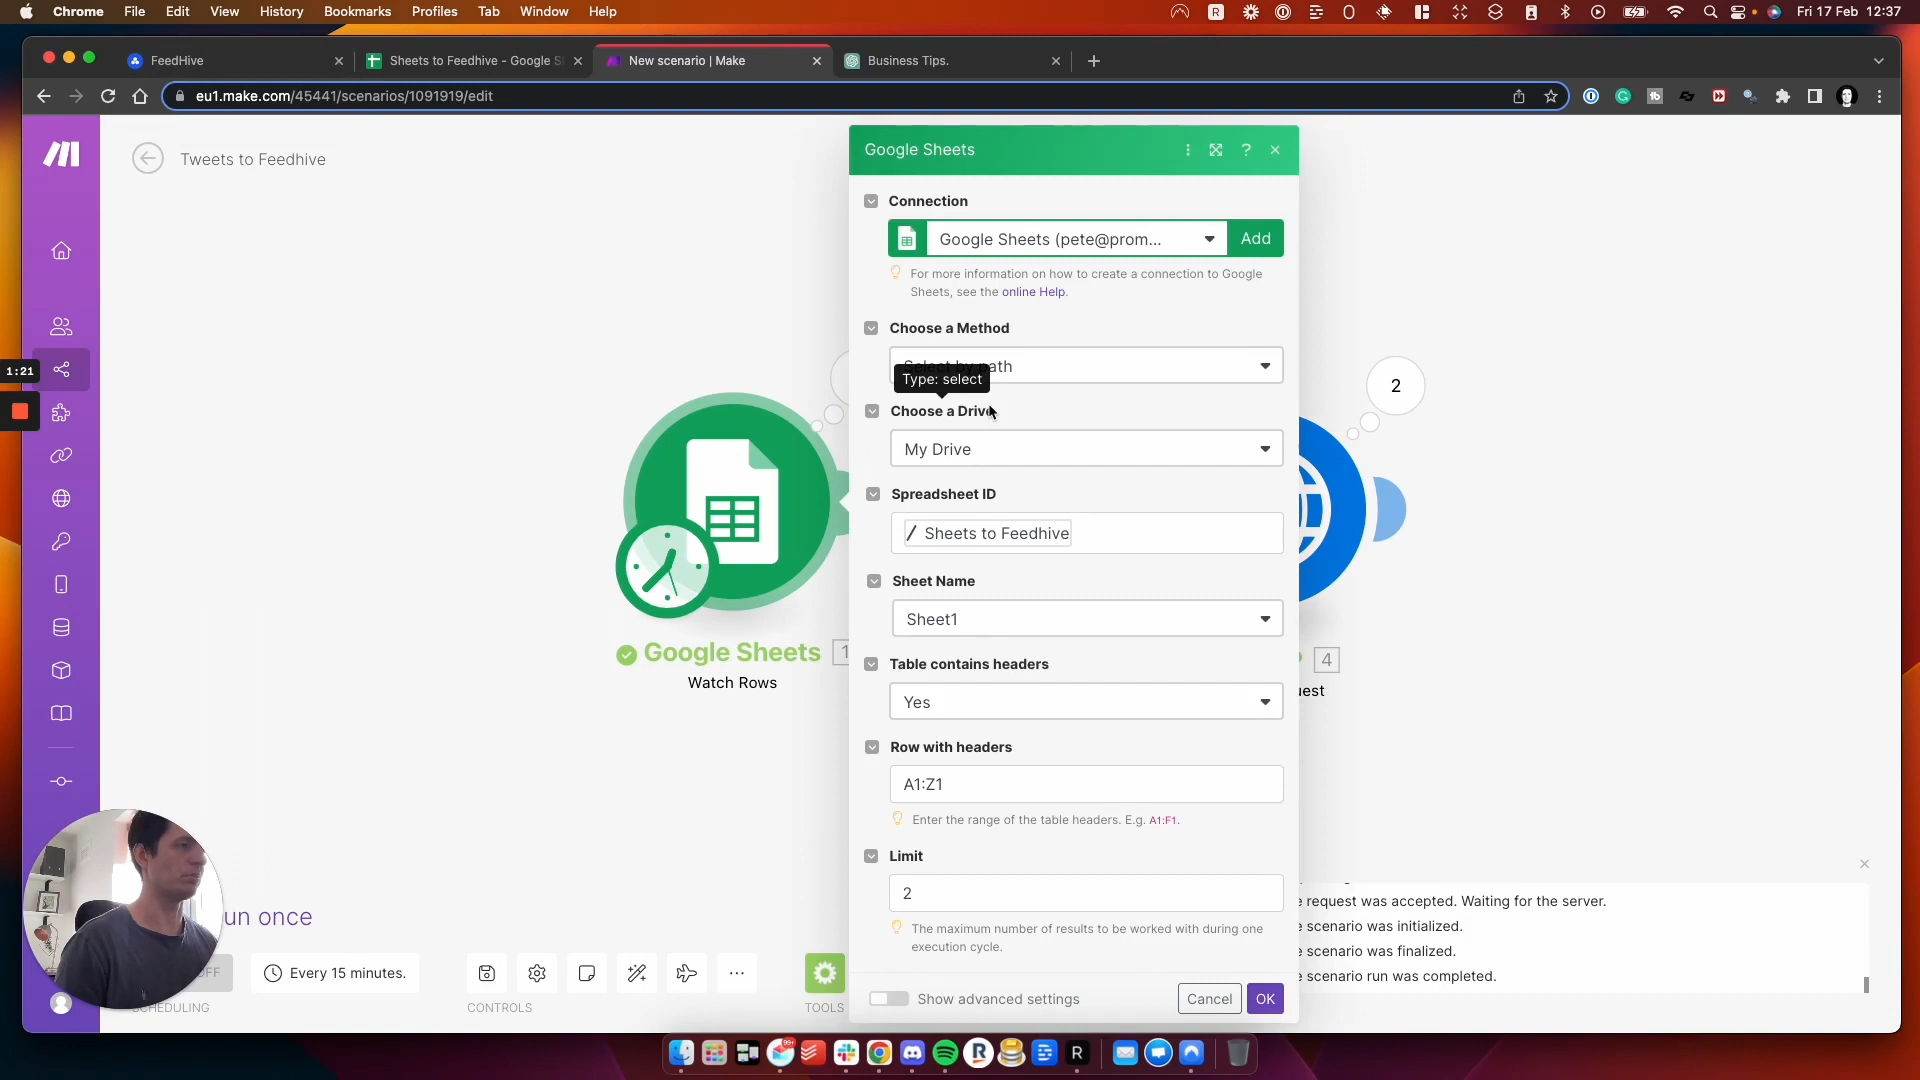 Chrome File Edit View History Bookmarks Profiles Tab Window Help
Fri 17 Feb 12:37
FeedHive
Sheets to Feedhive - Google S
New scenario | Make
Business Tips.
eu1.make.com/45441/scenarios/1091919/edit
Tweets to Feedhive
Google Sheets
Connection
Google Sheets (pete@prom...
Add
For more information on how to create a connection to Google
Sheets, see the online Help.
Choose a Method
Select by path
Type: select
Choose a Drive
My Drive
Spreadsheet ID
/ Sheets to Feedhive
Sheet Name
Sheet1
Table contains headers
Yes
Row with headers
A1:Z1
Enter the range of the table headers. E.g. A1:F1.
Limit
2
The maximum number of results to be worked with during one
execution cycle.
Show advanced settings
Cancel
OK
1:21
2
Google Sheets
1
Watch Rows
4
uest
un once
OFF
Every 15 minutes.
SCHEDULING
CONTROLS
TOOLS
request was accepted. Waiting for the server.
scenario was initialized.
scenario was finalized.
scenario run was completed.
99+